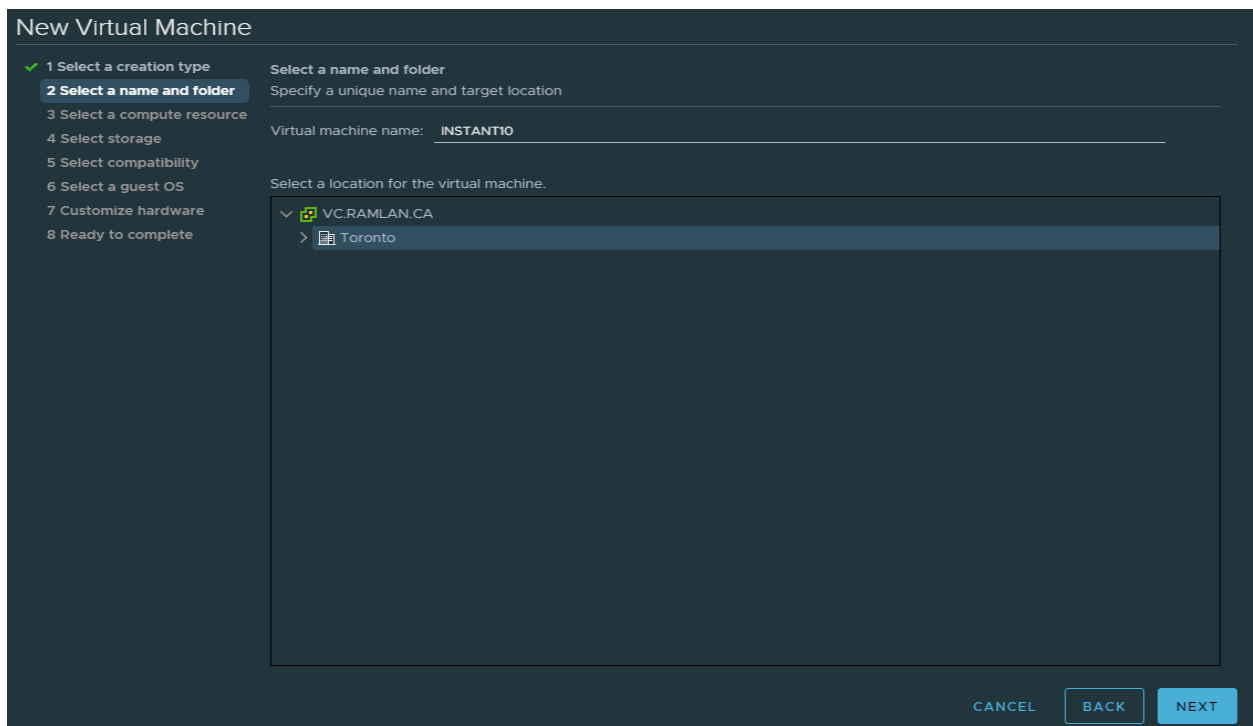 New Virtual Machine
1 Select a creation type
2 Select a name and folder
3 Select a compute resource
4 Select storage
5 Select compatibility
6 Select a guest OS
7 Customize hardware
8 Ready to complete
Select a name and folder
Specify a unique name and target location
Virtual machine name: INSTANT10
Select a location for the virtual machine.
VC.RAMLAN.CA
Toronto
CANCEL BACK NEXT